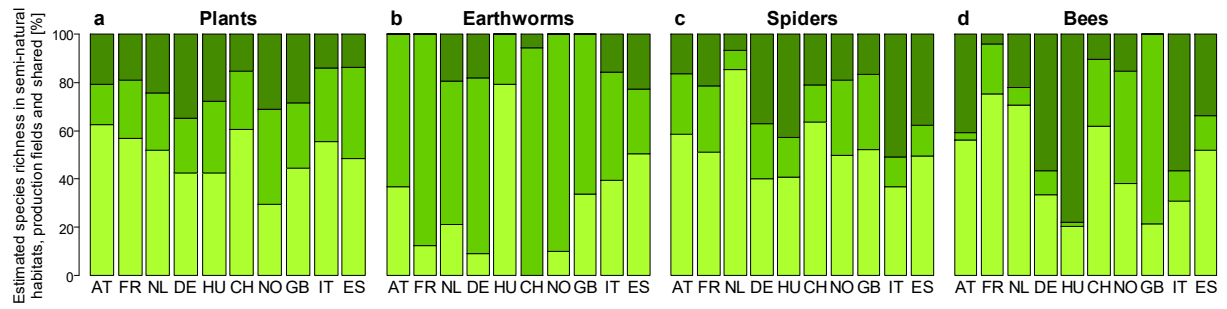 Estimated species richness in semi-natural
habitats, production fields and shared [%]
a Plants
b Earthworms
c Spiders
d Bees
100
80
60
40
20
0
AT FR NL DE HU CH NO GB IT ES
AT FR NL DE HU CH NO GB IT ES
AT FR NL DE HU CH NO GB IT ES
AT FR NL DE HU CH NO GB IT ES